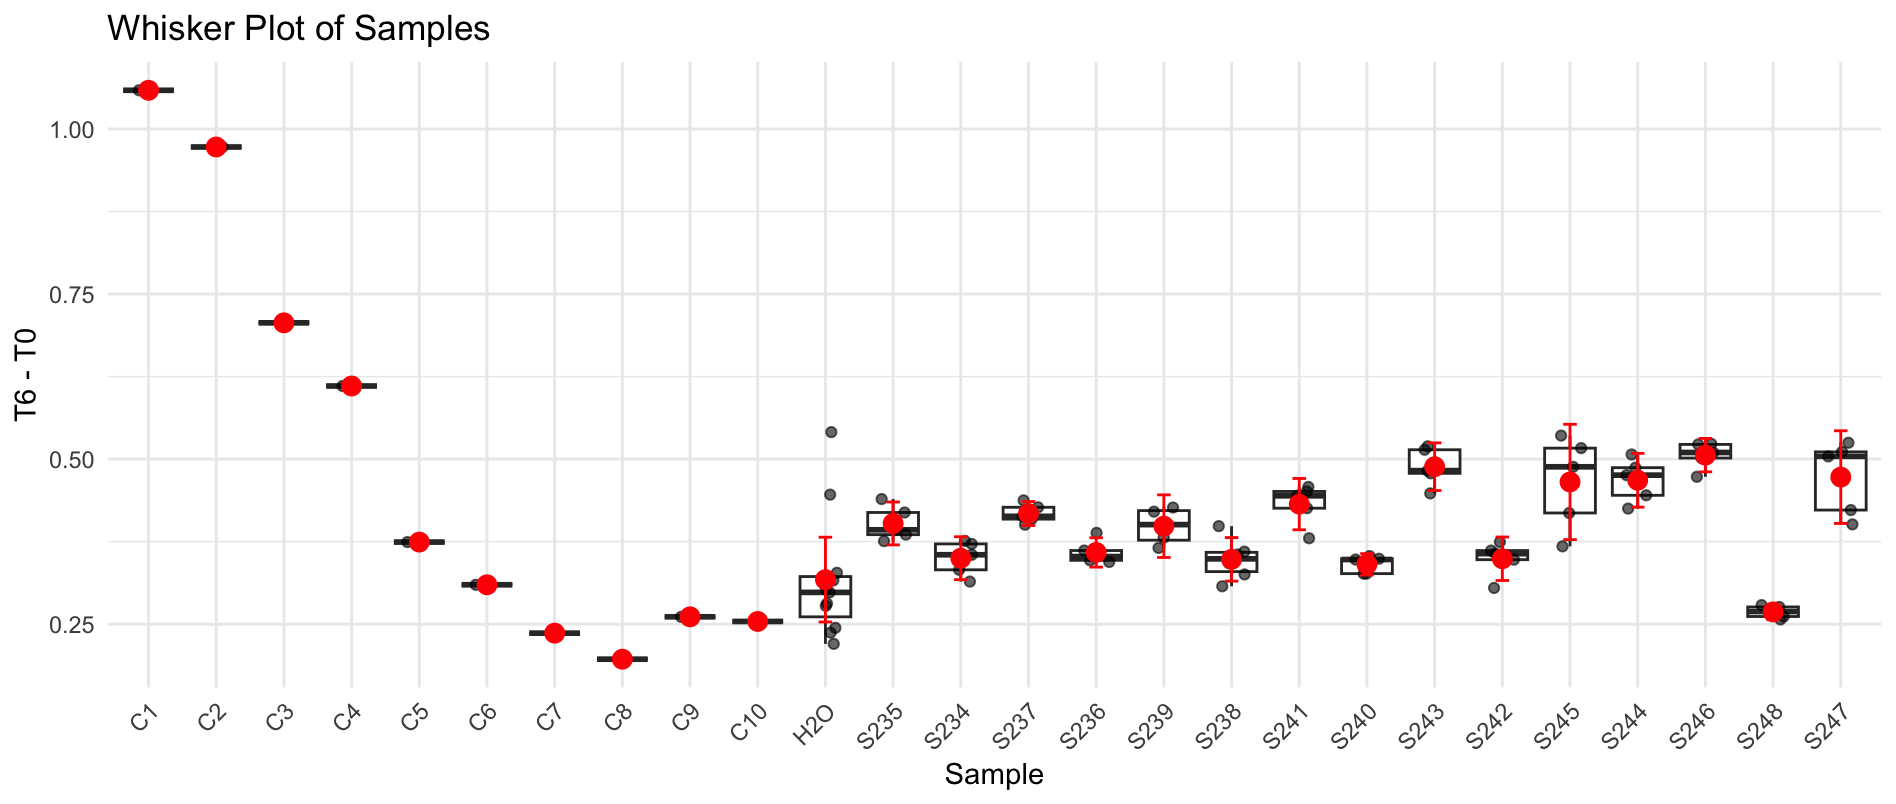 Whisker Plot of Samples
T6 - T0
1.00
0.75
0.50
0.25
C1 C2 C3 C4 C5 C6 C7 C8 C9 C10 H2O S235 S234 S237 S236 S239 S238 S241 S240 S243 S242 S245 S244 S246 S248 S247
Sample